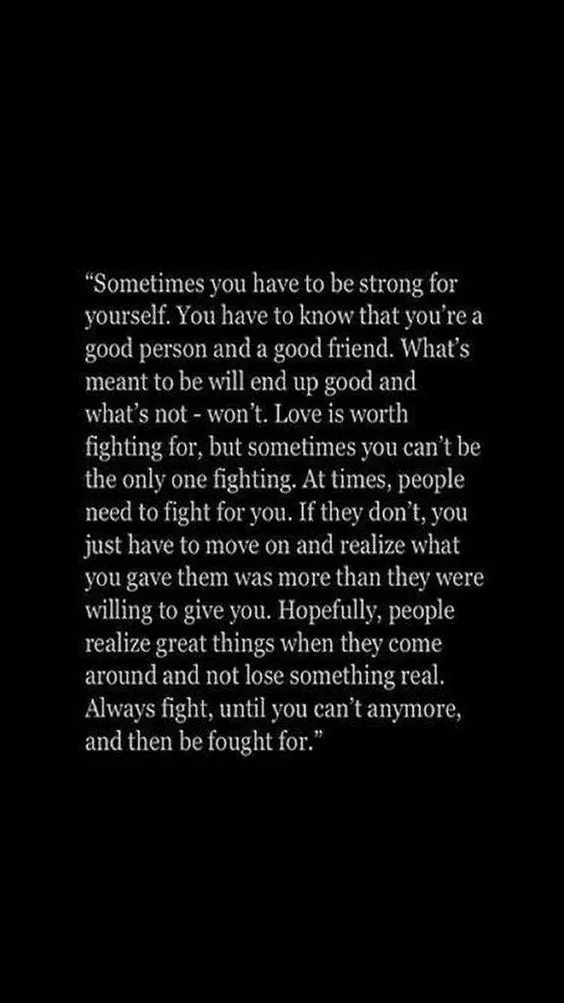 “Sometimes you have to be strong for
yourself. You have to know that you’re a
good person and a good friend. What’s
meant to be will end up good and
what’s not - won’t. Love is worth
fighting for, but sometimes you can’t be
the only one fighting. At times, people
need to fight for you. If they don’t, you
just have to move on and realize what
you gave them was more than they were
willing to give you. Hopefully, people
realize great things when they come
around and not lose something real.
Always fight, until you can’t anymore,
and then be fought for.”